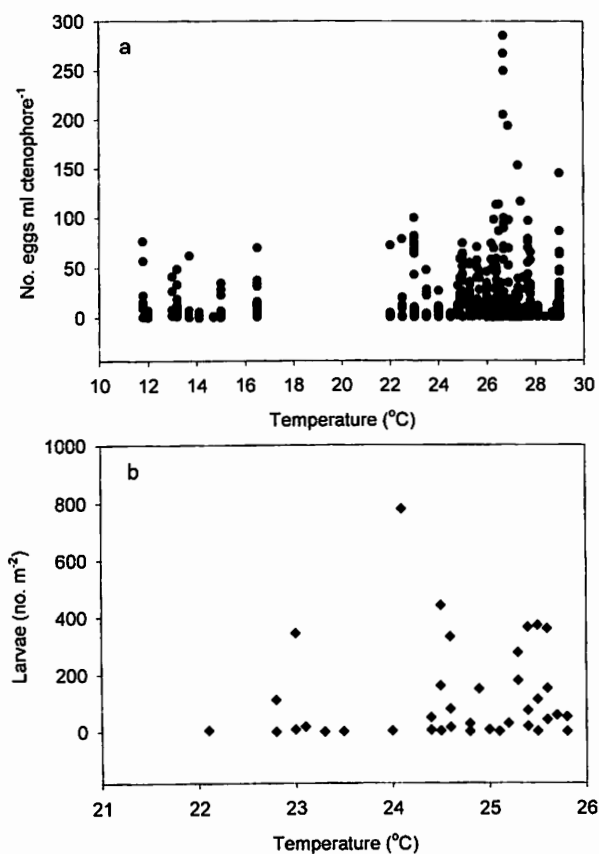 a
300
250
200
150
100
50
0
No. eggs ml ctenophore⁻¹
10 12 14 16 18 20 22 24 26 28 30
Temperature (°C)
b
1000
800
600
400
200
0
Larvae (no. m⁻²)
21 22 23 24 25 26
Temperature (°C)